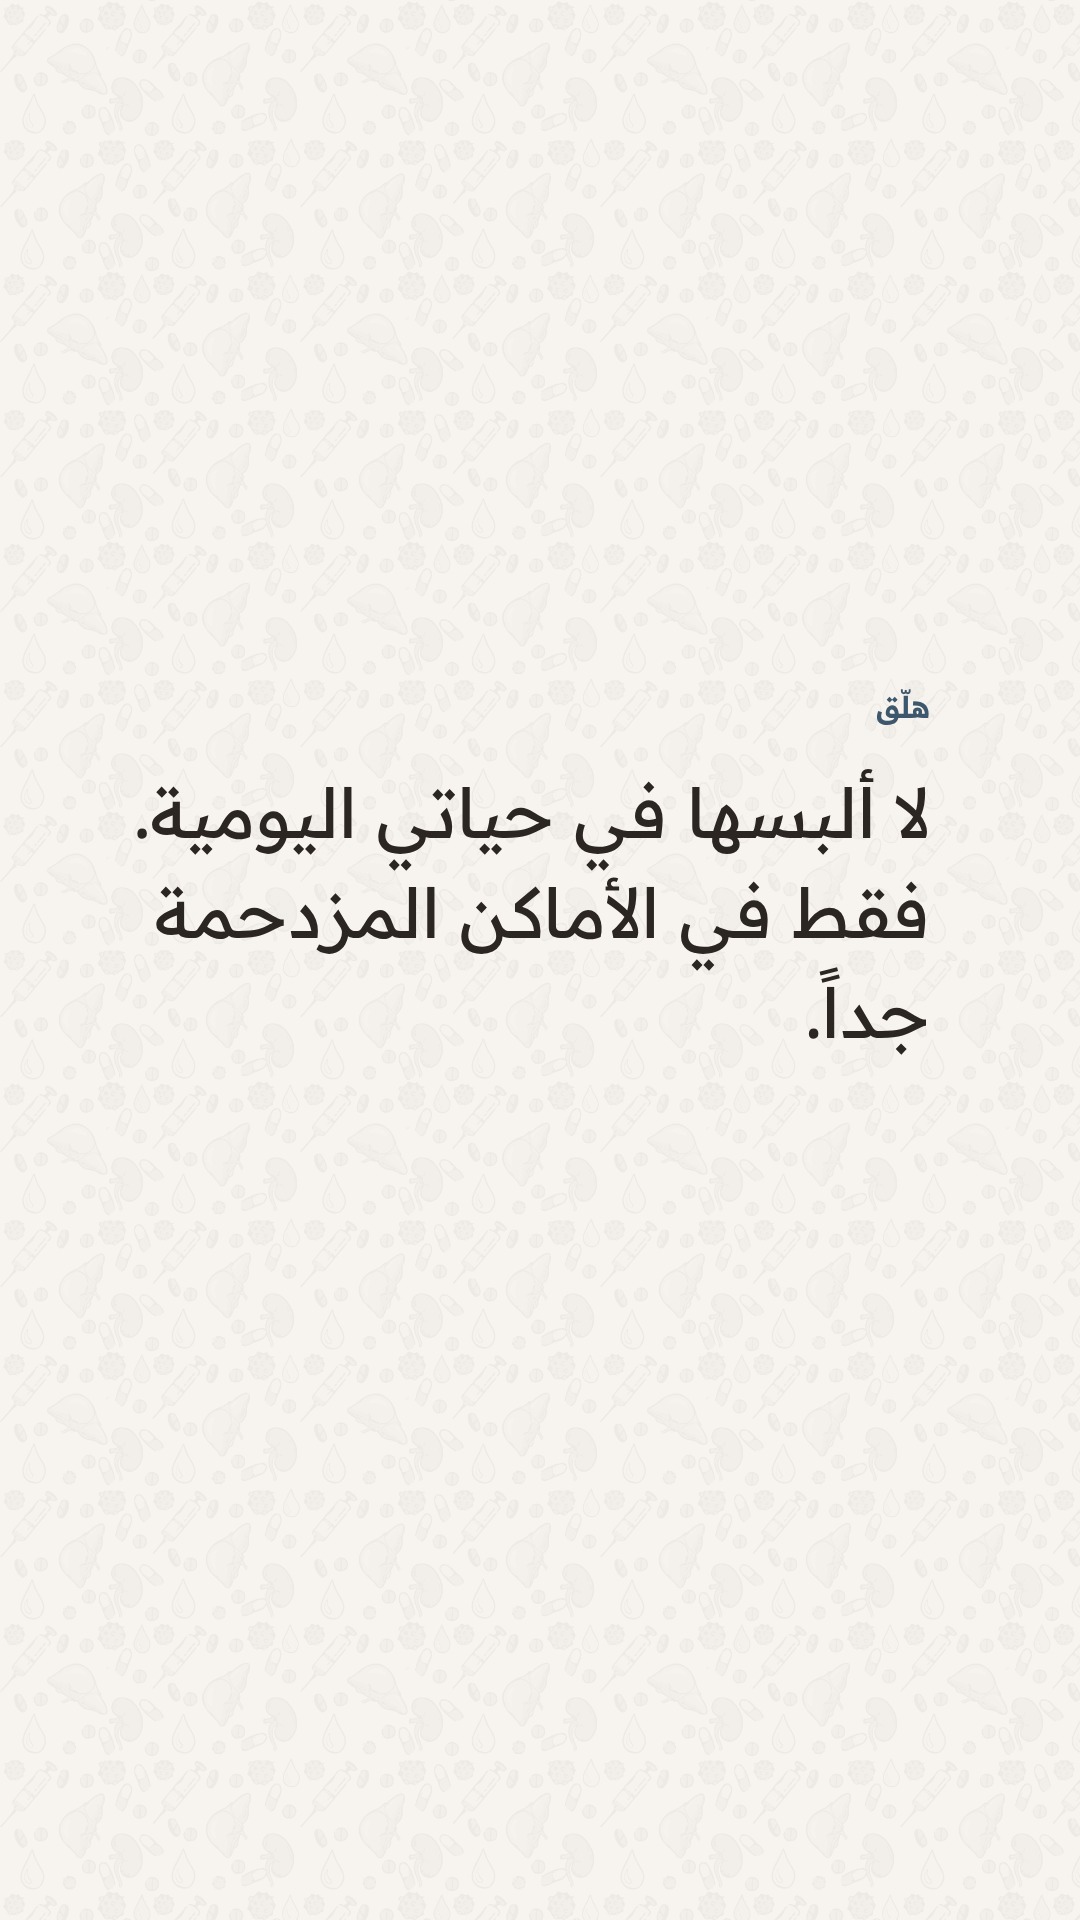 هلّق
لا ألبسها في حياتي اليومية.
فقط في الأماكن المزدحمة
جداً.